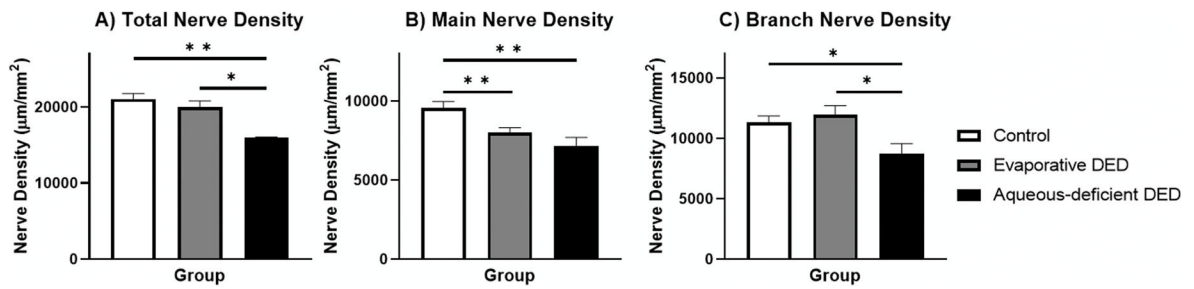 A) Total Nerve Density
Nerve Density (μm/mm²)
20000
10000
0
* *
*
Group
B) Main Nerve Density
Nerve Density (μm/mm²)
10000
5000
0
* *
* *
Group
C) Branch Nerve Density
Nerve Density (μm/mm²)
15000
10000
5000
0
*
*
Group
Control
Evaporative DED
Aqueous-deficient DED